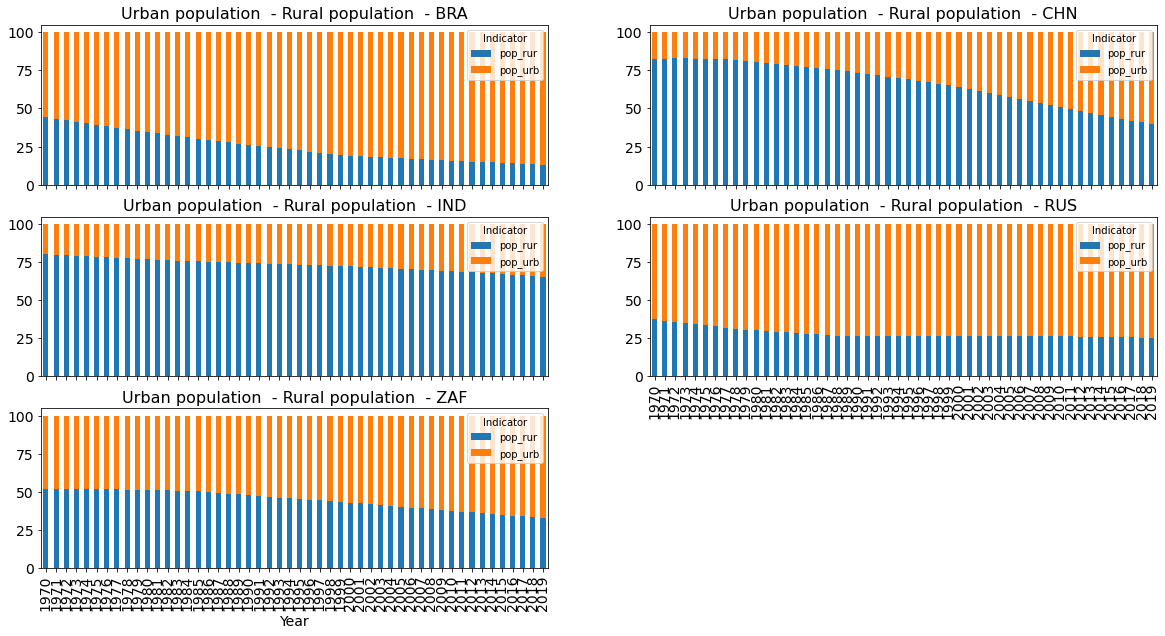 Urban population  - Rural population  - BRA
100
75
50
25
0
Indicator
pop_rur
pop_urb
Urban population  - Rural population  - CHN
100
75
50
25
0
Indicator
pop_rur
pop_urb
Urban population  - Rural population  - IND
100
75
50
25
0
Indicator
pop_rur
pop_urb
Urban population  - Rural population  - RUS
100
75
50
25
0
Indicator
pop_rur
pop_urb
1970 1971 1972 1973 1974 1975 1976 1977 1978 1979 1980 1981 1982 1983 1984 1985 1986 1987 1988 1989 1990 1991 1992 1993 1994 1995 1996 1997 1998 1999 2000 2001 2002 2003 2004 2005 2006 2007 2008 2009 2010 2011 2012 2013 2014 2015 2016 2017 2018 2019
Urban population  - Rural population  - ZAF
100
75
50
25
0
Indicator
pop_rur
pop_urb
1970 1971 1972 1973 1974 1975 1976 1977 1978 1979 1980 1981 1982 1983 1984 1985 1986 1987 1988 1989 1990 1991 1992 1993 1994 1995 1996 1997 1998 1999 2000 2001 2002 2003 2004 2005 2006 2007 2008 2009 2010 2011 2012 2013 2014 2015 2016 2017 2018 2019
Year